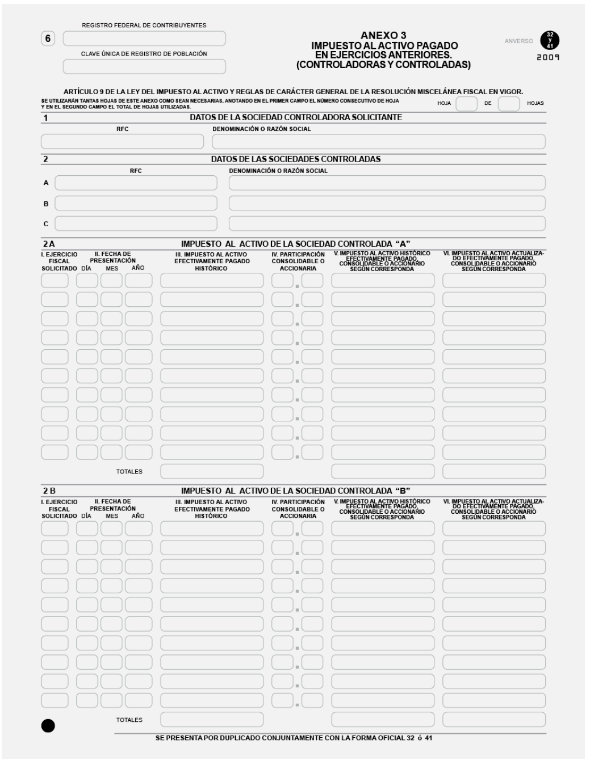 REGISTRO FEDERAL DE CONTRIBUYENTES
6
CLAVE ÚNICA DE REGISTRO DE POBLACIÓN
ANEXO 3
IMPUESTO AL ACTIVO PAGADO
EN EJERCICIOS ANTERIORES.
(CONTROLADORAS Y CONTROLADAS)
ANVERSO
32
y
41
2009
ARTÍCULO 9 DE LA LEY DEL IMPUESTO AL ACTIVO Y REGLAS DE CARÁCTER GENERAL DE LA RESOLUCIÓN MISCELÁNEA FISCAL EN VIGOR.
SE UTILIZARÁN TANTAS HOJAS DE ESTE ANEXO COMO SEAN NECESARIAS, ANOTANDO EN EL PRIMER CAMPO EL NÚMERO CONSECUTIVO DE HOJA
Y EN EL SEGUNDO CAMPO EL TOTAL DE HOJAS UTILIZADAS.
HOJA DE HOJAS
1 DATOS DE LA SOCIEDAD CONTROLADORA SOLICITANTE
RFC DENOMINACIÓN O RAZÓN SOCIAL
2 DATOS DE LAS SOCIEDADES CONTROLADAS
RFC DENOMINACIÓN O RAZÓN SOCIAL
A
B
C
2 A IMPUESTO AL ACTIVO DE LA SOCIEDAD CONTROLADA “A”
I. EJERCICIO
FISCAL
SOLICITADO
II. FECHA DE
PRESENTACIÓN
DÍA MES AÑO
III. IMPUESTO AL ACTIVO
EFECTIVAMENTE PAGADO
HISTÓRICO
IV. PARTICIPACIÓN
CONSOLIDABLE O
ACCIONARIA
V. IMPUESTO AL ACTIVO HISTÓRICO
EFECTIVAMENTE PAGADO,
CONSOLIDABLE O ACCIONARIO
SEGÚN CORRESPONDA
VI. IMPUESTO AL ACTIVO ACTUALIZA-
DO EFECTIVAMENTE PAGADO,
CONSOLIDABLE O ACCIONARIO
SEGÚN CORRESPONDA
TOTALES
2 B IMPUESTO AL ACTIVO DE LA SOCIEDAD CONTROLADA “B”
I. EJERCICIO
FISCAL
SOLICITADO
II. FECHA DE
PRESENTACIÓN
DÍA MES AÑO
III. IMPUESTO AL ACTIVO
EFECTIVAMENTE PAGADO
HISTÓRICO
IV. PARTICIPACIÓN
CONSOLIDABLE O
ACCIONARIA
V. IMPUESTO AL ACTIVO HISTÓRICO
EFECTIVAMENTE PAGADO,
CONSOLIDABLE O ACCIONARIO
SEGÚN CORRESPONDA
VI. IMPUESTO AL ACTIVO ACTUALIZA-
DO EFECTIVAMENTE PAGADO,
CONSOLIDABLE O ACCIONARIO
SEGÚN CORRESPONDA
TOTALES
SE PRESENTA POR DUPLICADO CONJUNTAMENTE CON LA FORMA OFICIAL 32 ó 41